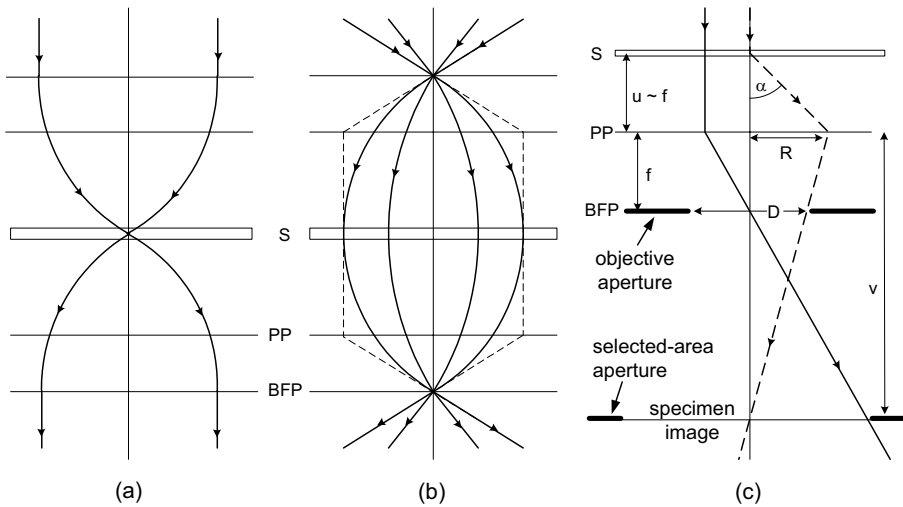 S
PP
BFP
S
α
u ~ f
PP
R
f
BFP
D
objective
aperture
v
selected-area
aperture
specimen
image
(a)
(b)
(c)